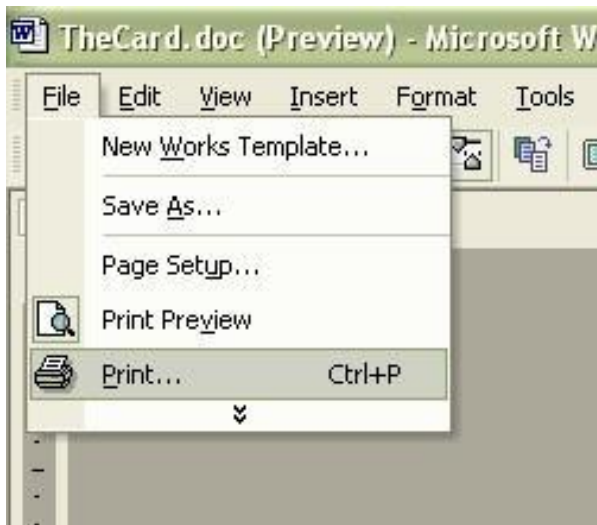 TheCard.doc (Preview) - Microsoft W
File Edit View Insert Format Tools
New Works Template...
Save As...
Page Setup...
Print Preview
Print... Ctrl+P